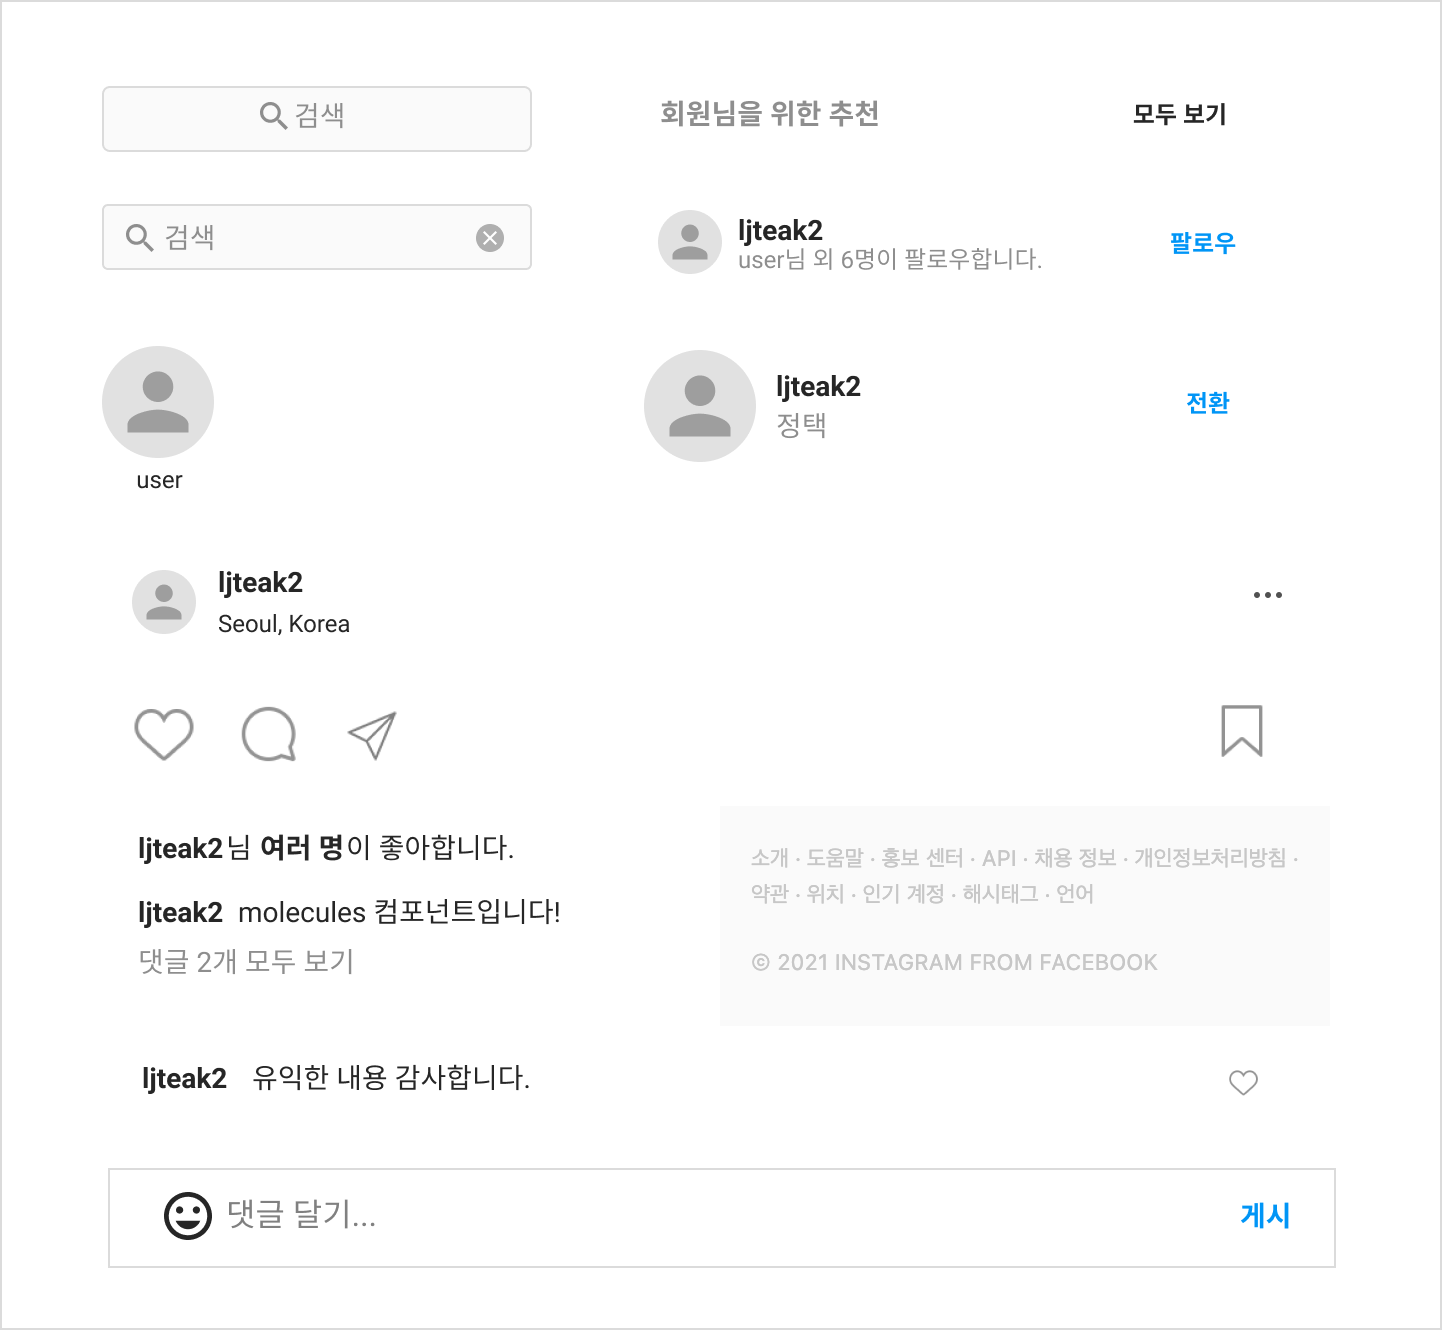 검색
회원님을 위한 추천
모두 보기
검색
ljteak2
user님 외 6명이 팔로우합니다.
팔로우
user
ljteak2
정택
전환
ljteak2
Seoul, Korea
ljteak2님 여러 명이 좋아합니다.
ljteak2 molecules 컴포넌트입니다!
댓글 2개 모두 보기
소개 · 도움말 · 홍보 센터 · API · 채용 정보 · 개인정보처리방침 ·
약관 · 위치 · 인기 계정 · 해시태그 · 언어
© 2021 INSTAGRAM FROM FACEBOOK
ljteak2 유익한 내용 감사합니다.
댓글 달기...
게시